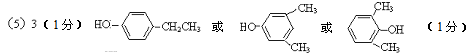 (5) 3（1分） HO- -CH₂CH₃ 或 HO- CH₃ CH₃ 或 CH₃ OH CH₃ （1分）